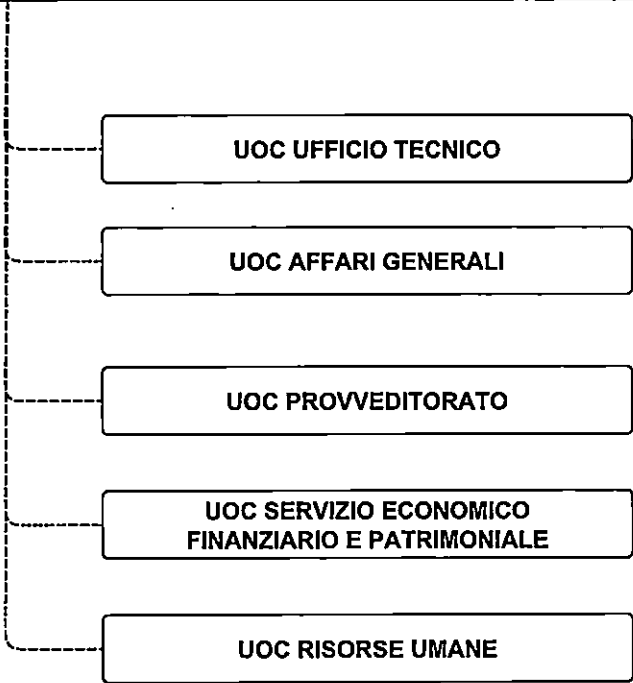 UOC UFFICIO TECNICO
UOC AFFARI GENERALI
UOC PROVVEDITORATO
UOC SERVIZIO ECONOMICO
FINANZIARIO E PATRIMONIALE
UOC RISORSE UMANE